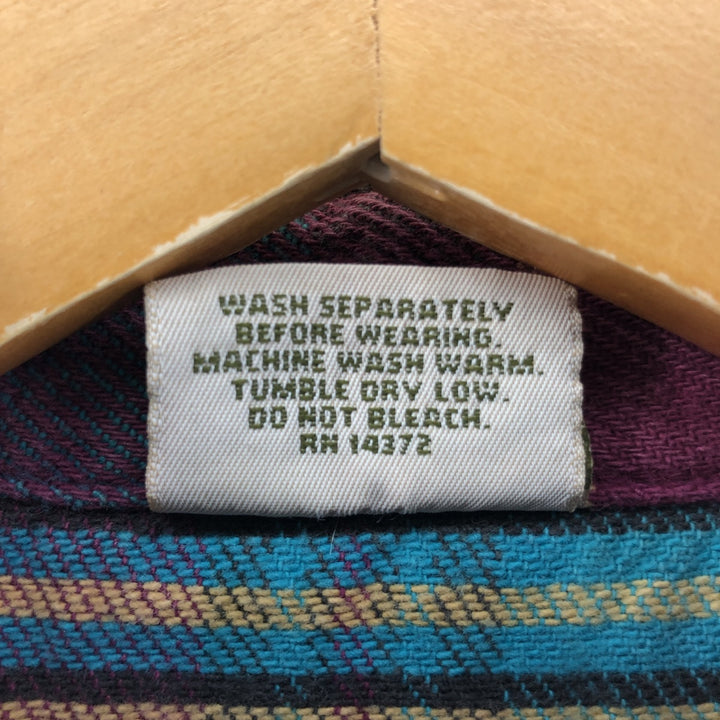 WASH SEPARATELY
BEFORE WEARING.
MACHINE WASH WARM.
TUMBLE DRY LOW.
DO NOT BLEACH.
RN 14372